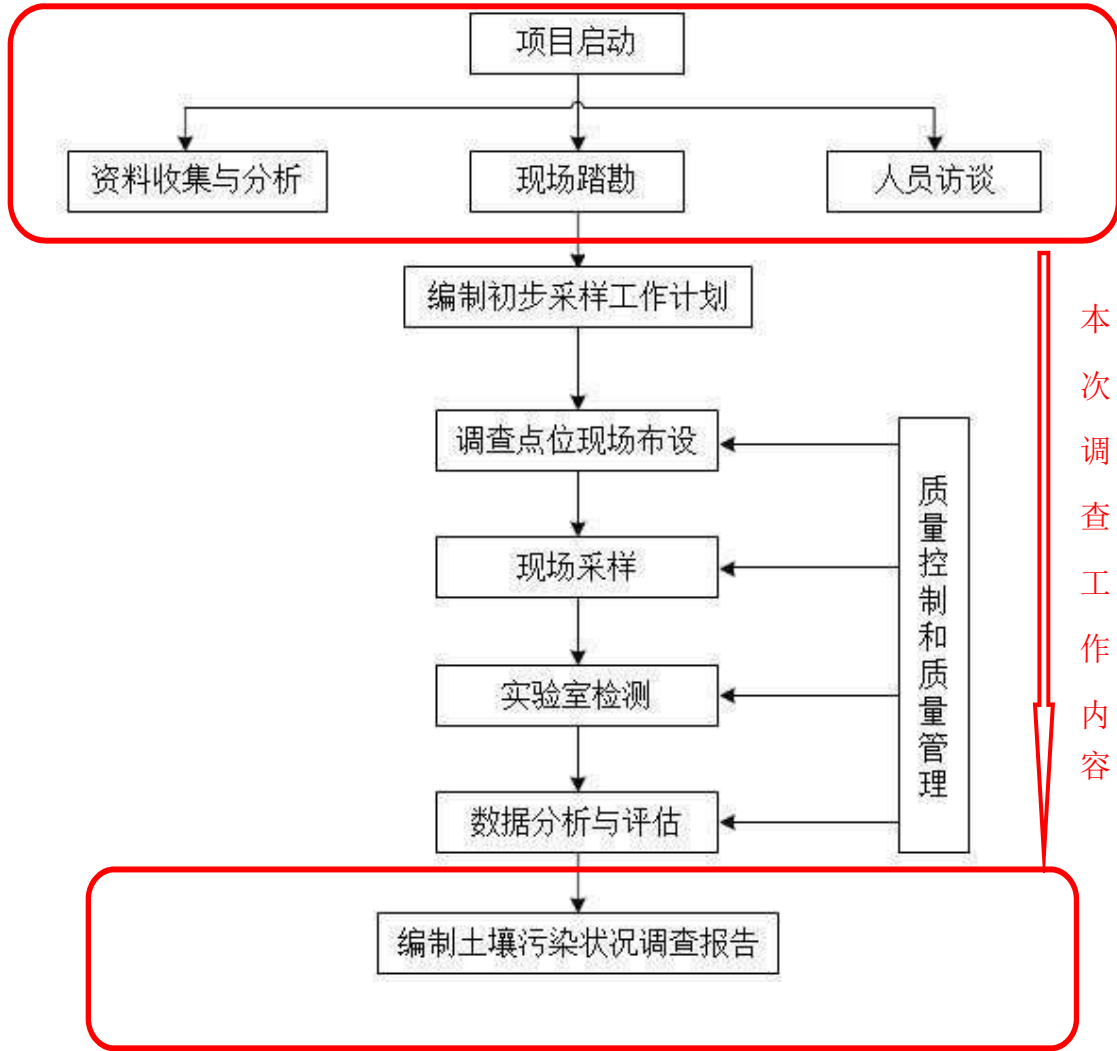 项目启动
资料收集与分析
现场踏勘
人员访谈
编制初步采样工作计划
调查点位现场布设
现场采样
实验室检测
数据分析与评估
质量控制和质量管理
本次调查工作内容
编制土壤污染状况调查报告